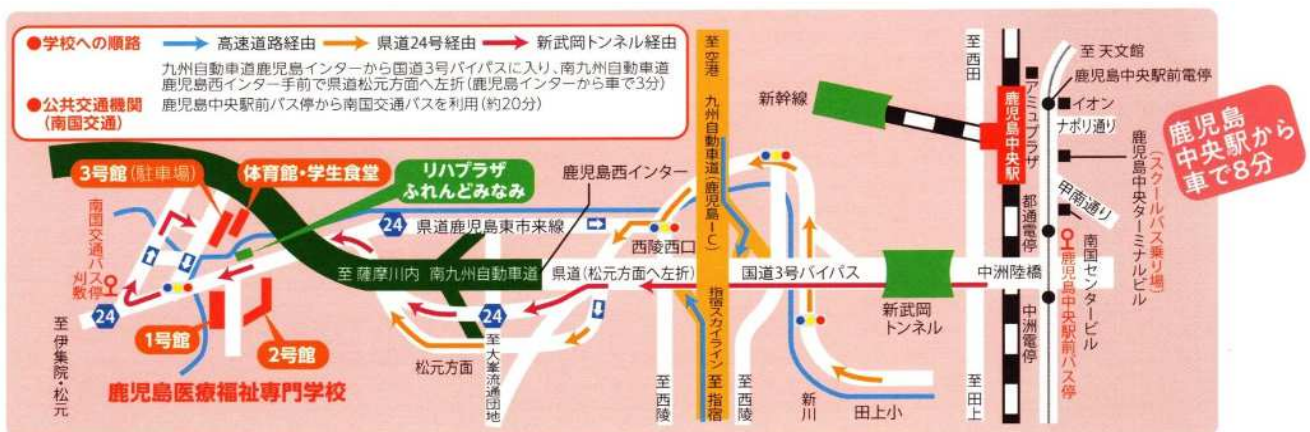 ●学校への順路
高速道路経由
県道24号経由
新武岡トンネル経由
九州自動車道鹿児島インターから国道3号バイパスに入り、南九州自動車道
鹿児島西インター手前で県道松元方面へ左折(鹿児島インターから車で3分)
●公共交通機関
(南国交通)
鹿児島中央駅前バス停から南国交通バスを利用(約20分)
3号館(駐車場)
体育館・学生食堂
リハプラザ
ふれんどみなみ
鹿児島西インター
南国交通バス停
刈敷
24
県道鹿児島東市来線
西陵西口
至 薩摩川内 南九州自動車道
県道(松元方面へ左折)
24
至 伊集院・松元
1号館
2号館
鹿児島医療福祉専門学校
松元方面
24
至 大峯流通団地
至 空港
九州自動車道(鹿児島IC)
指宿スカイライン
至 指宿
至 西陵
至 西陵
国道3号バイパス
新武岡
トンネル
新川
田上小
新幹線
至 西田
鹿児島中央駅
アミュプラザ
至 天文館
鹿児島中央駅前電停
イオン
ナポリ通り
鹿児島中央ターミナルビル
(スクールバス乗り場)
甲南通り
都通電停
南国センタービル
鹿児島中央駅前バス停
中洲陸橋
中洲電停
至 田上
鹿児島
中央駅から
車で8分